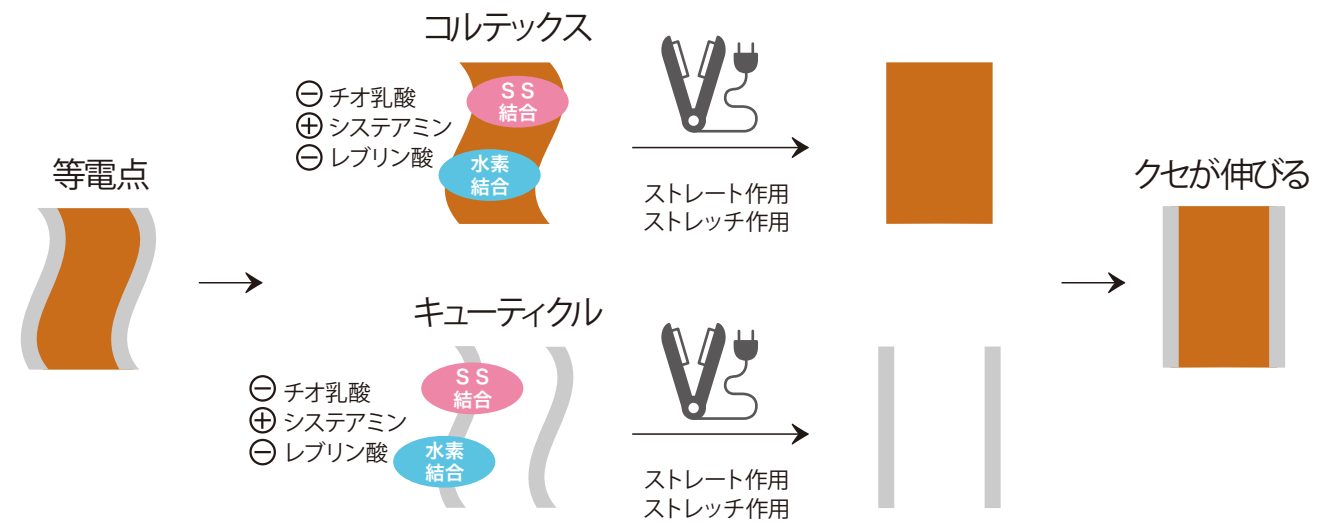 等電点
コルテックス
⊖ チオ乳酸
⊕ システアミン
⊖ レブリン酸
S S
結合
水素
結合
ストレート作用
ストレッチ作用
キューティクル
⊖ チオ乳酸
⊕ システアミン
⊖ レブリン酸
S S
結合
水素
結合
ストレート作用
ストレッチ作用
クセが伸びる